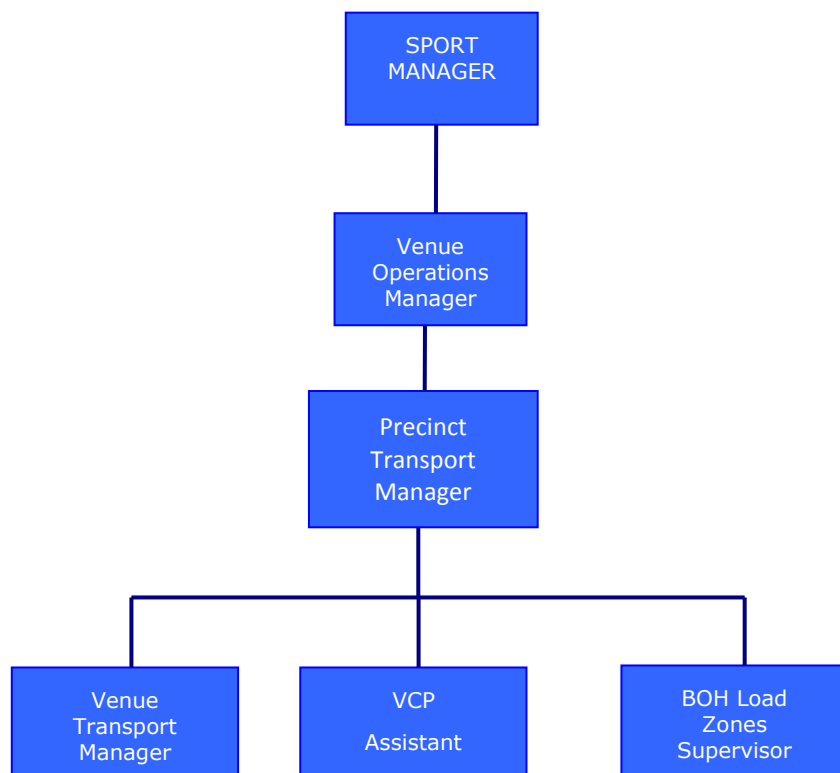 SPORT
MANAGER
Venue
Operations
Manager
Precinct
Transport
Manager
Venue
Transport
Manager
VCP
Assistant
BOH Load
Zones
Supervisor